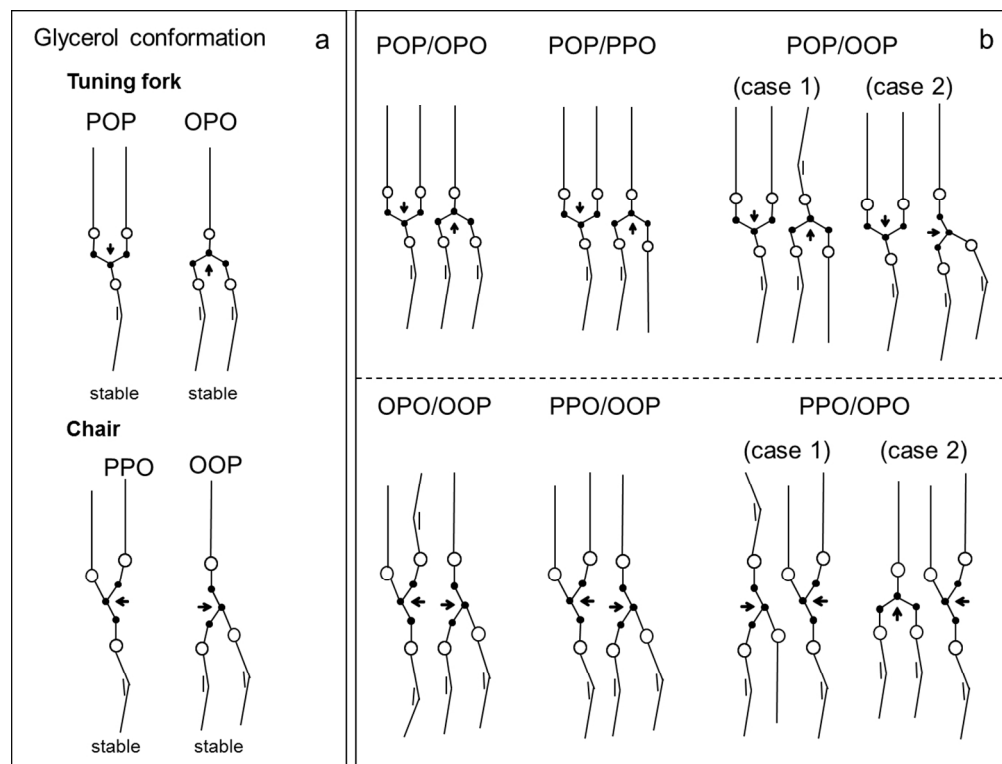 Glycerol conformation
a
Tuning fork
POP
OPO
stable
stable
Chair
PPO
OOP
stable
stable
b
POP/OPO
POP/PPO
POP/OOP
(case 1)
(case 2)
OPO/OOP
PPO/OOP
PPO/OPO
(case 1)
(case 2)